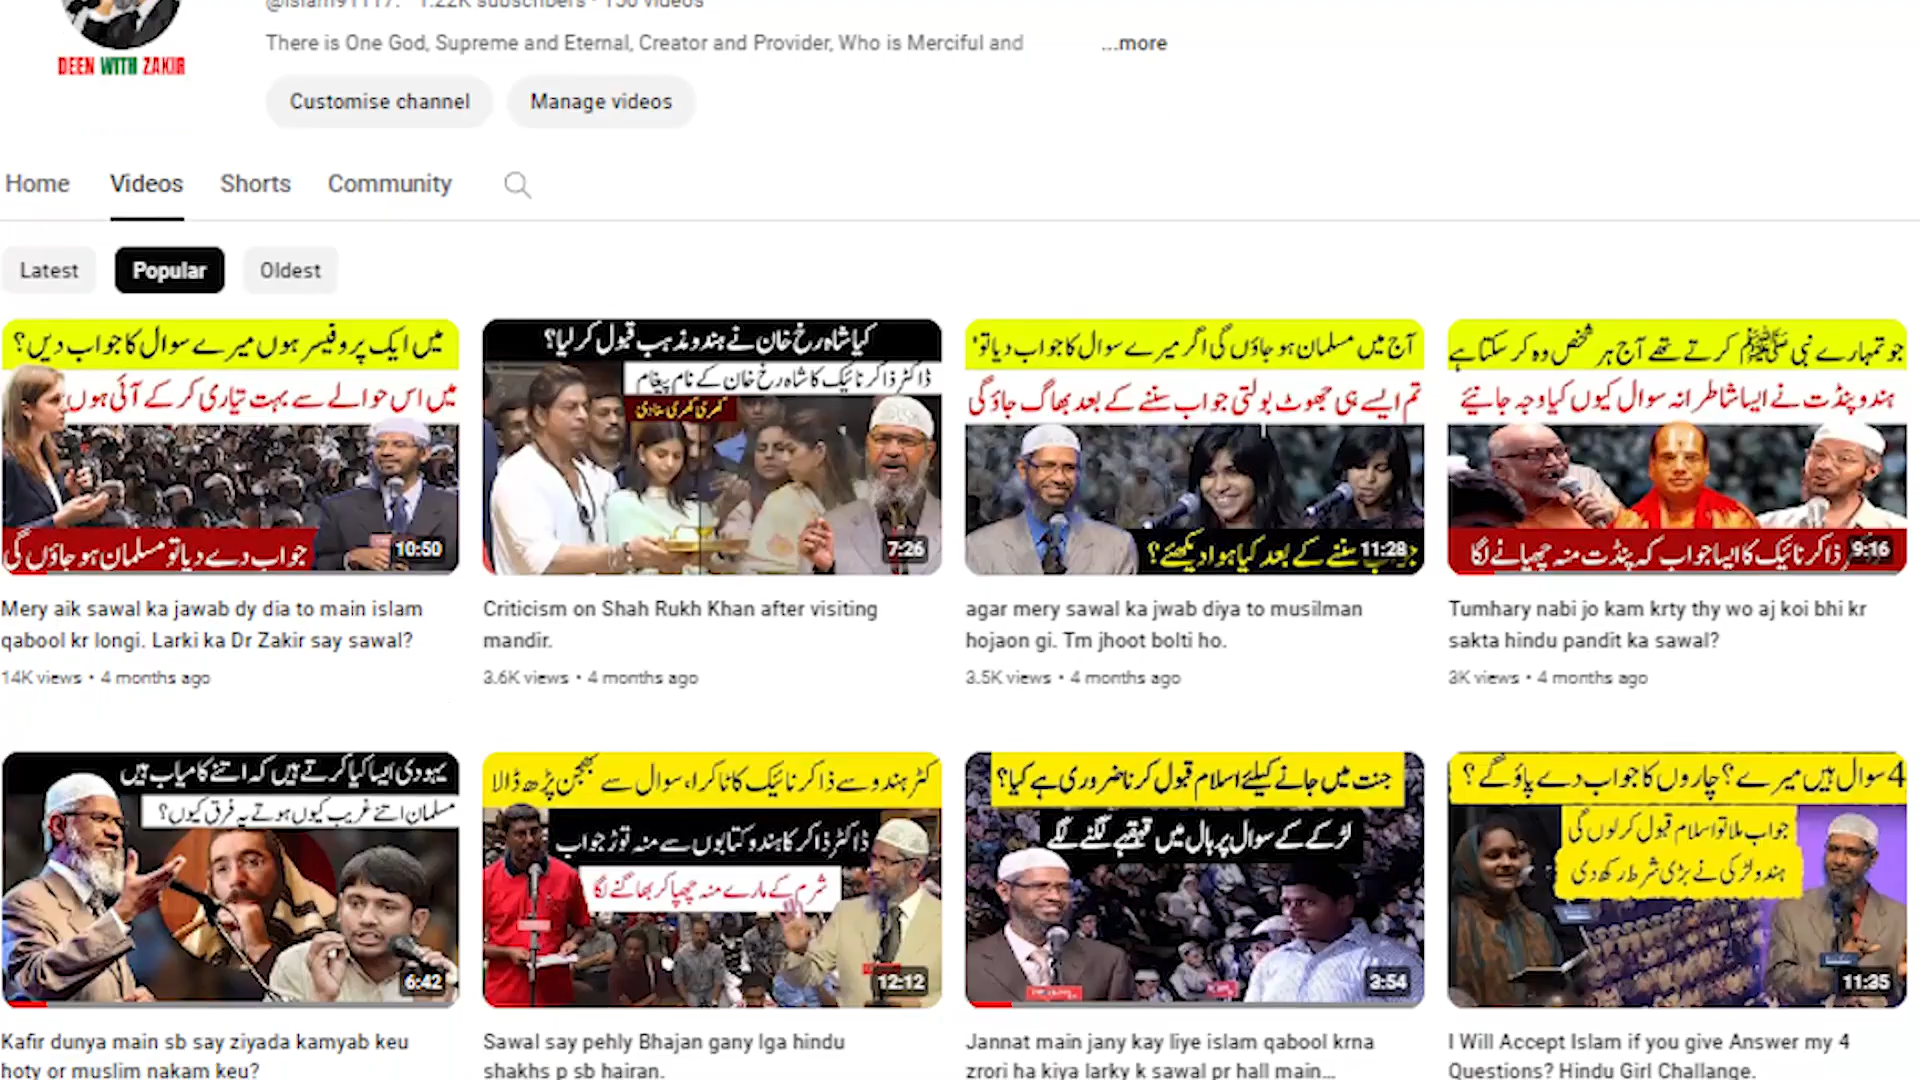 @islam91117. · 1.22K subscribers · 156 videos
There is One God, Supreme and Eternal, Creator and Provider, Who is Merciful and ...more
DEEN WITH ZAKIR
Customise channel
Manage videos
Home
Videos
Shorts
Community
Latest
Popular
Oldest
میں ایک پروفیسر ہوں میرے سوال کا جواب دیں؟
میں اس حوالے سے بہت تیاری کر کے آئی ہوں
جواب دے دیا تو مسلمان ہو جاؤں گی
10:50
کیا شاہ رخ خان نے ہندو مذہب قبول کر لیا؟
ڈاکٹر ذاکر نائیک کا شاہ رخ خان کے نام پیغام
کھری کھری سنا دی
7:26
آج میں مسلمان ہو جاؤں گی اگر میرے سوال کا جواب دیا تو'
تم ایسے ہی جھوٹ بولتی جواب سننے کے بعد بھاگ جاؤ گی
سننے کے بعد کیا ہوا دیکھئے؟
11:28
جو تمہارے نبی ﷺ کرتے تھے آج ہر شخص وہ کر سکتا ہے
ہندو پنڈت نے ایسا شاطرانہ سوال کیوں کیا وجہ جانیئے
ذاکر نائیک کا ایسا جواب کہ پنڈت منہ چھپانے لگا
9:16
Mery aik sawal ka jawab dy dia to main islam
qabool kr longi. Larki ka Dr Zakir say sawal?
14K views • 4 months ago
Criticism on Shah Rukh Khan after visiting
mandir.
3.6K views • 4 months ago
agar mery sawal ka jwab diya to musilman
hojaon gi. Tm jhoot bolti ho.
3.5K views • 4 months ago
Tumhary nabi jo kam krty thy wo aj koi bhi kr
sakta hindu pandit ka sawal?
3K views • 4 months ago
یہودی ایسا کیا کرتے ہیں کہ اتنے کامیاب ہیں
مسلمان اتنے غریب کیوں ہوتے یہ فرق کیوں؟
6:42
کٹر ہندو سے ذاکر نائیک کا ٹاکرا، سوال سے بھجن پڑھ ڈالا
ڈاکٹر ذاکر کا ہندو کتابوں سے منہ توڑ جواب
شرم کے مارے منہ چھپا کر بھاگنے لگا
12:12
جنت میں جانے کیلئے اسلام قبول کرنا ضروری ہے کیا؟
لڑکے کے سوال پر ہال میں قہقہے لگنے لگے
3:54
4 سوال ہیں میرے؟ چاروں کا جواب دے پاؤ گے؟
جواب ملا تو اسلام قبول کر لوں گی
ہندو لڑکی نے بڑی شرط رکھ دی
11:35
Kafir dunya main sb say ziyada kamyab keu
hoty or muslim nakam keu?
Sawal say pehly Bhajan gany lga hindu
shakhs p sb hairan.
Jannat main jany kay liye islam qabool krna
zrori ha kiya larky k sawal pr hall main...
I Will Accept Islam if you give Answer my 4
Questions? Hindu Girl Challange.